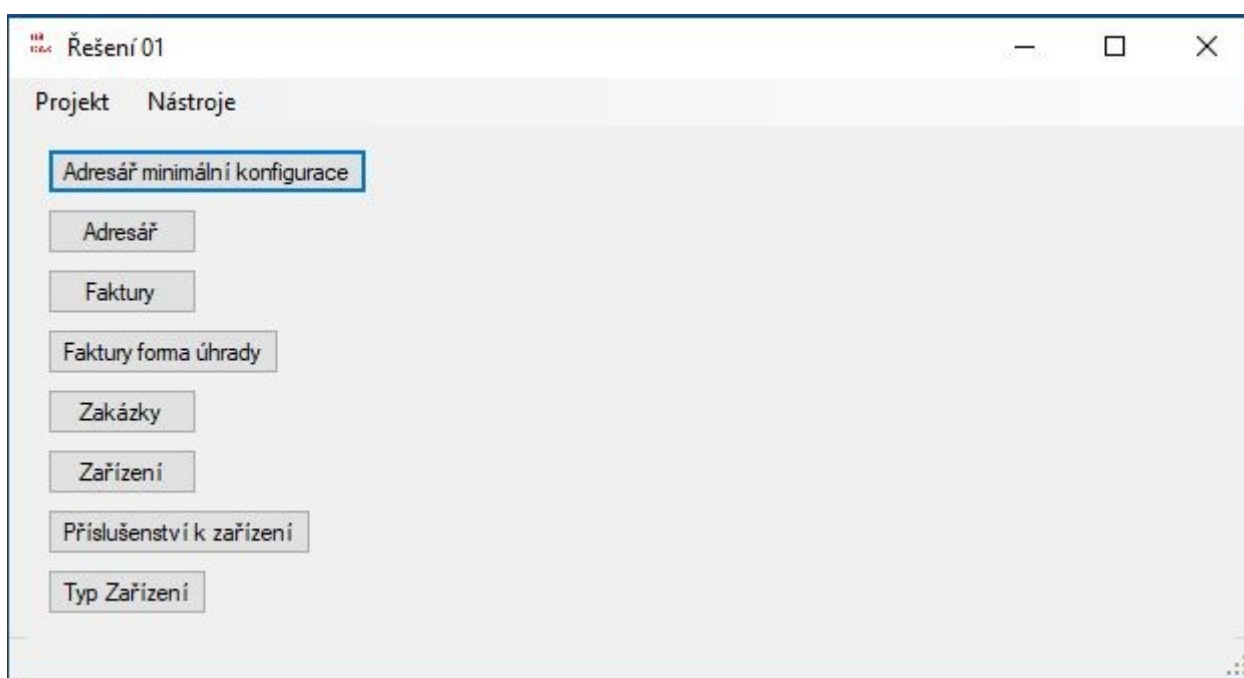 Řešení 01
Projekt Nástroje
Adresář minimální konfigurace
Adresář
Faktury
Faktury forma úhrady
Zakázky
Zařízení
Příslušenství k zařízení
Typ Zařízení